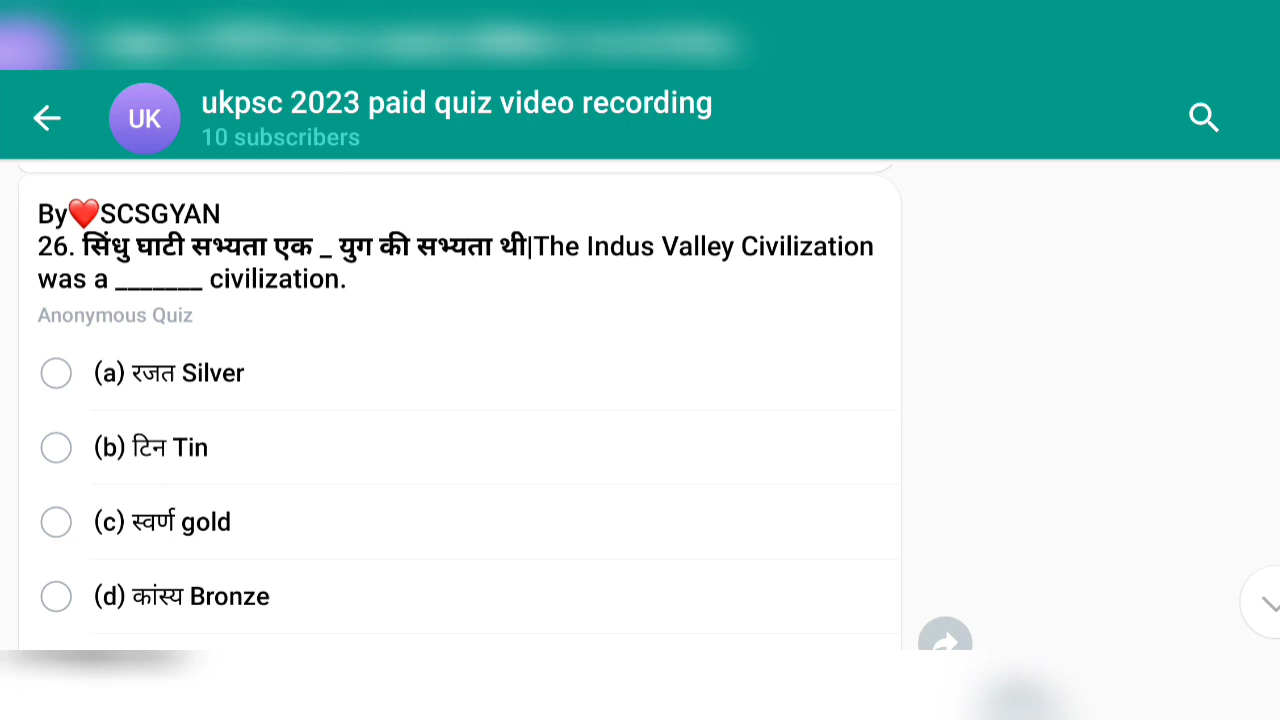 UK
ukpsc 2023 paid quiz video recording
10 subscribers
By❤️SCSGYAN
26. सिंधु घाटी सभ्यता एक _ युग की सभ्यता थी|The Indus Valley Civilization
was a _______ civilization.
Anonymous Quiz
(a) रजत Silver
(b) टिन Tin
(c) स्वर्ण gold
(d) कांस्य Bronze